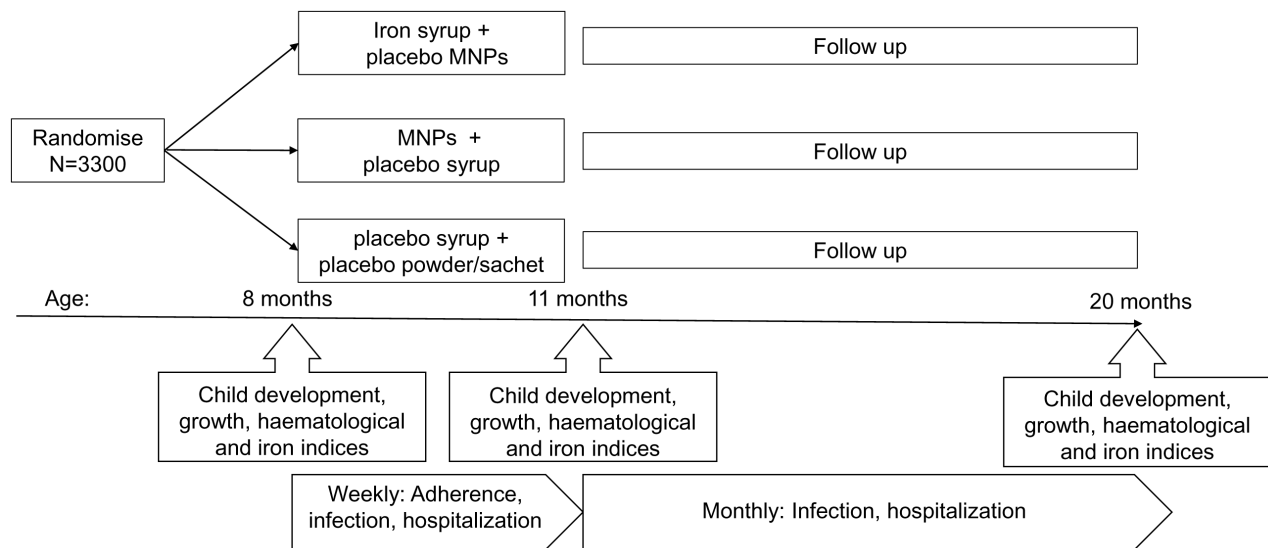 Iron syrup +
placebo MNPs
Follow up
Randomise
N=3300
MNPs +
placebo syrup
Follow up
placebo syrup +
placebo powder/sachet
Follow up
Age:
8 months
11 months
20 months
Child development,
growth, haematological
and iron indices
Child development,
growth, haematological
and iron indices
Child development,
growth, haematological
and iron indices
Weekly: Adherence,
infection, hospitalization
Monthly: Infection, hospitalization